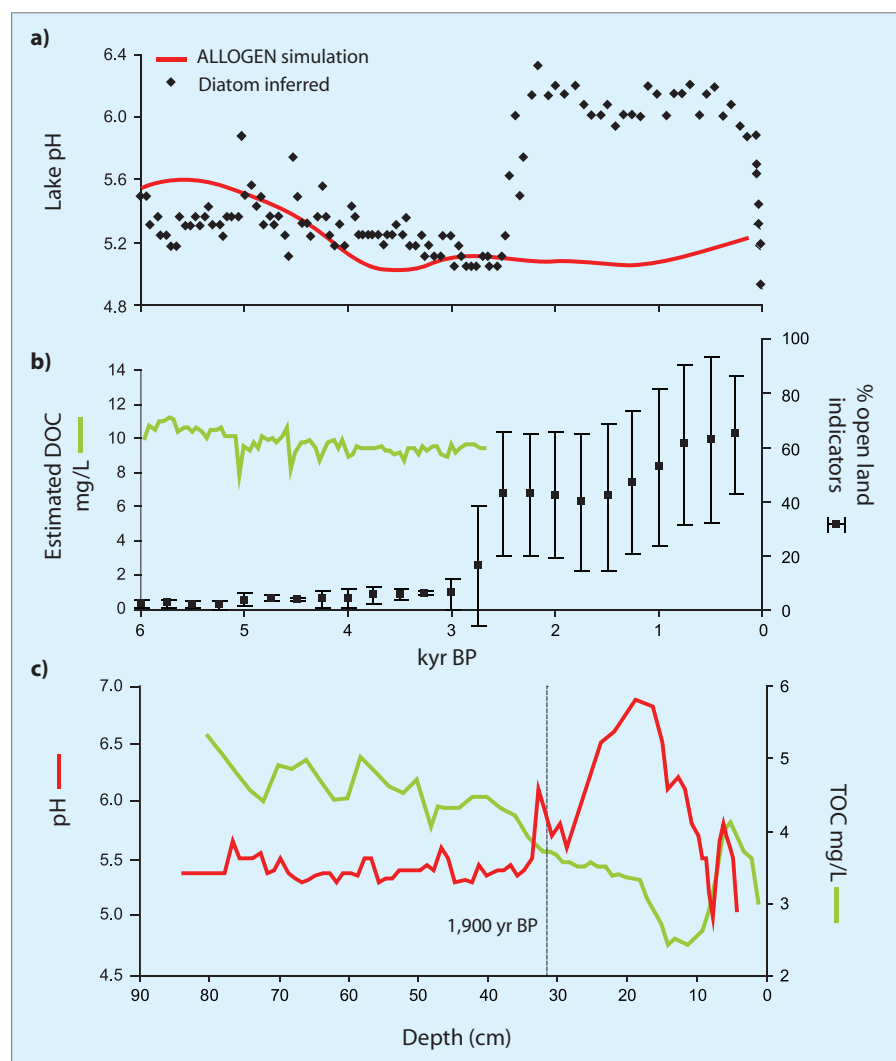 a)
ALLOGEN simulation
Diatom inferred
Lake pH
6.4
6.0
5.6
5.2
4.8
b)
Estimated DOC
mg/L
14
12
10
8
6
4
2
0
100
80
60
40
20
0
% open land
indicators
6 5 4 3 2 1 0
kyr BP
c)
pH
7.0
6.5
6.0
5.5
5.0
4.5
1,900 yr BP
6
5
4
3
2
TOC mg/L
90 80 70 60 50 40 30 20 10 0
Depth (cm)